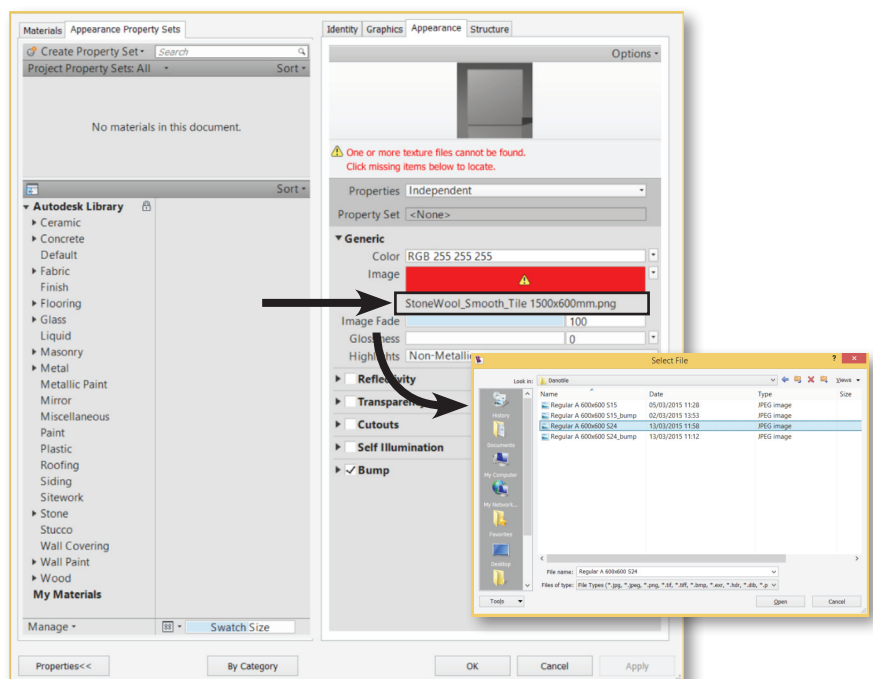 Materials Appearance Property Sets
Create Property Set Search
Project Property Sets: All Sort
No materials in this document.
Sort
Autodesk Library
Ceramic
Concrete
Default
Fabric
Finish
Flooring
Glass
Liquid
Masonry
Metal
Metallic Paint
Mirror
Miscellaneous
Paint
Plastic
Roofing
Siding
Sitework
Stone
Stucco
Wall Covering
Wall Paint
Wood
My Materials
Manage Swatch Size
Identity Graphics Appearance Structure
Options
One or more texture files cannot be found.
Click missing items below to locate.
Properties Independent
Property Set <None>
Generic
Color RGB 255 255 255
Image
StoneWool_Smooth_Tile 1500x600mm.png
Image Fade 100
Glossiness 0
Highlights Non-Metallic
Reflectivity
Transparency
Cutouts
Self Illumination
Bump
Select File ? ×
Look in: Danotile Views
Name Date Type Size
Regular A 600x600 S15 05/03/2015 11:28 JPEG image
Regular A 600x600 S15_bump 02/03/2015 13:53 JPEG image
Regular A 600x600 S24 13/03/2015 11:58 JPEG image
Regular A 600x600 S24_bump 13/03/2015 11:12 JPEG image
History
Documents
My Computer
My Network...
Favorites
Desktop
File name: Regular A 600x600 S24
Files of type: File Types (*.jpg, *.jpeg, *.png, *.tif, *.tiff, *.bmp, *.exr, *.hdr, *.dib, *.p
Tools Open Cancel
Properties<< By Category OK Cancel Apply